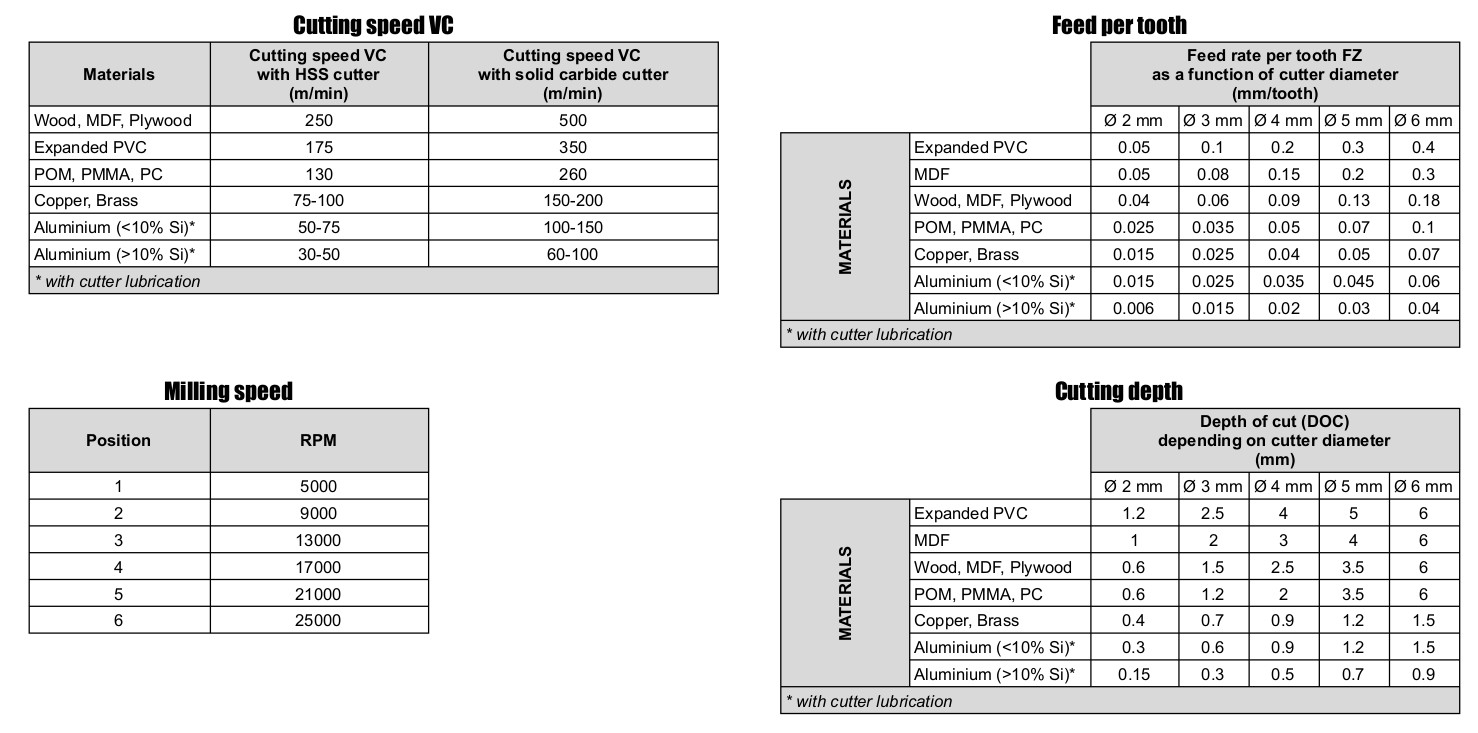 Cutting speed VC
Materials
Cutting speed VC
with HSS cutter
(m/min)
Cutting speed VC
with solid carbide cutter
(m/min)
Wood, MDF, Plywood 250 500
Expanded PVC 175 350
POM, PMMA, PC 130 260
Copper, Brass 75-100 150-200
Aluminium (<10% Si)* 50-75 100-150
Aluminium (>10% Si)* 30-50 60-100
* with cutter lubrication
Feed per tooth
Feed rate per tooth FZ
as a function of cutter diameter
(mm/tooth)
Ø 2 mm Ø 3 mm Ø 4 mm Ø 5 mm Ø 6 mm
MATERIALS
Expanded PVC 0.05 0.1 0.2 0.3 0.4
MDF 0.05 0.08 0.15 0.2 0.3
Wood, MDF, Plywood 0.04 0.06 0.09 0.13 0.18
POM, PMMA, PC 0.025 0.035 0.05 0.07 0.1
Copper, Brass 0.015 0.025 0.04 0.05 0.07
Aluminium (<10% Si)* 0.015 0.025 0.035 0.045 0.06
Aluminium (>10% Si)* 0.006 0.015 0.02 0.03 0.04
* with cutter lubrication
Milling speed
Position RPM
1 5000
2 9000
3 13000
4 17000
5 21000
6 25000
Cutting depth
Depth of cut (DOC)
depending on cutter diameter
(mm)
Ø 2 mm Ø 3 mm Ø 4 mm Ø 5 mm Ø 6 mm
MATERIALS
Expanded PVC 1.2 2.5 4 5 6
MDF 1 2 3 4 6
Wood, MDF, Plywood 0.6 1.5 2.5 3.5 6
POM, PMMA, PC 0.6 1.2 2 3.5 6
Copper, Brass 0.4 0.7 0.9 1.2 1.5
Aluminium (<10% Si)* 0.3 0.6 0.9 1.2 1.5
Aluminium (>10% Si)* 0.15 0.3 0.5 0.7 0.9
* with cutter lubrication